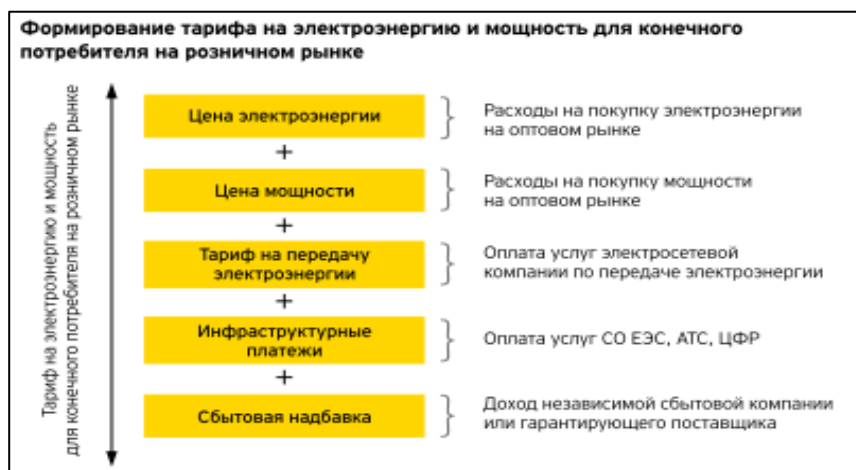 Формирование тарифа на электроэнергию и мощность для конечного
потребителя на розничном рынке
Тариф на электроэнергию и мощность
для конечного потребителя на розничном рынке
Цена электроэнергии
Расходы на покупку электроэнергии
на оптовом рынке
+
Цена мощности
Расходы на покупку мощности
на оптовом рынке
+
Тариф на передачу
электроэнергии
Оплата услуг электросетевой
компании по передаче электроэнергии
+
Инфраструктурные
платежи
Оплата услуг СО ЕЭС, АТС, ЦФР
+
Сбытовая надбавка
Доход независимой сбытовой компании
или гарантирующего поставщика